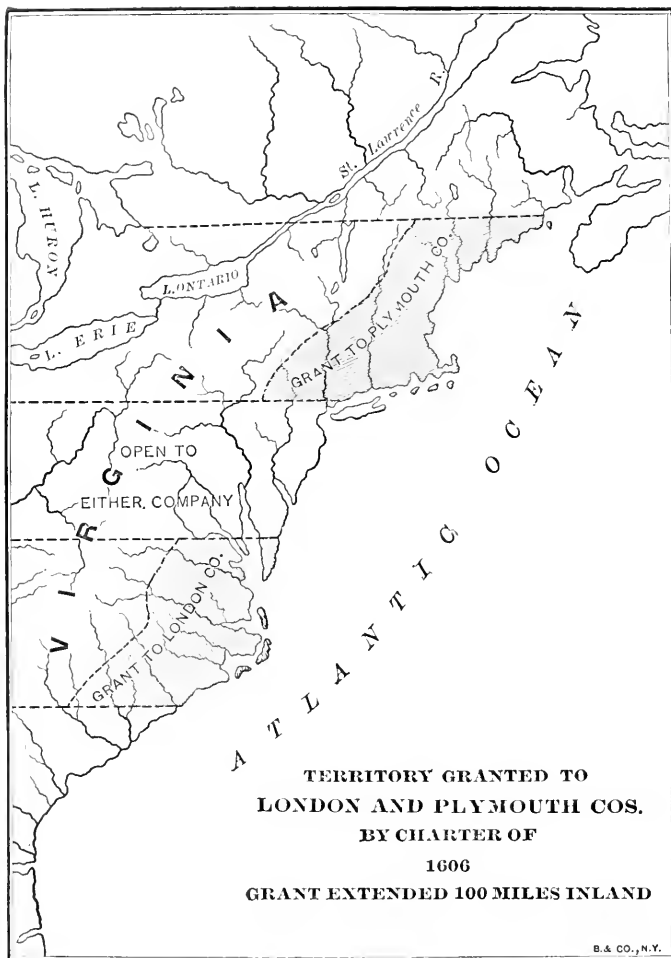 St. Lawrence R.
L. HURON
L. ONTARIO
L. ERIE
VIRGINIA
GRANT TO PLYMOUTH CO.
OPEN TO
EITHER. COMPANY
GRANT TO LONDON CO.
ATLANTIC OCEAN
TERRITORY GRANTED TO
LONDON AND PLYMOUTH COS.
BY CHARTER OF
1606
GRANT EXTENDED 100 MILES INLAND
B. & CO., N.Y.